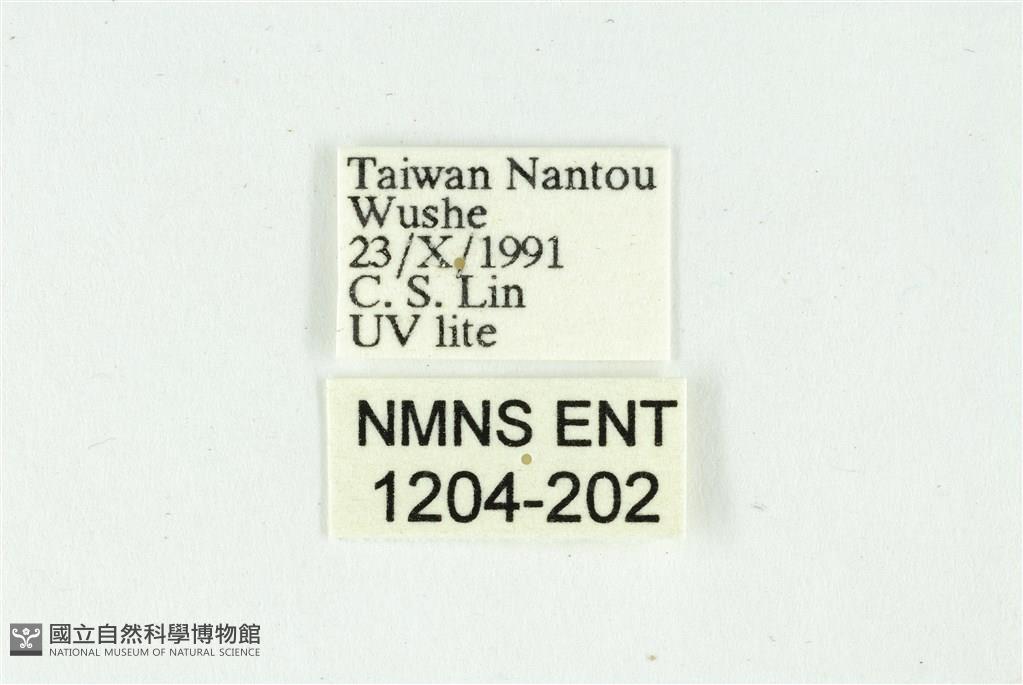 Taiwan Nantou
Wushe
23/X/1991
C. S. Lin
UV lite
NMNS ENT
1204-202
國立自然科學博物館
NATIONAL MUSEUM OF NATURAL SCIENCE